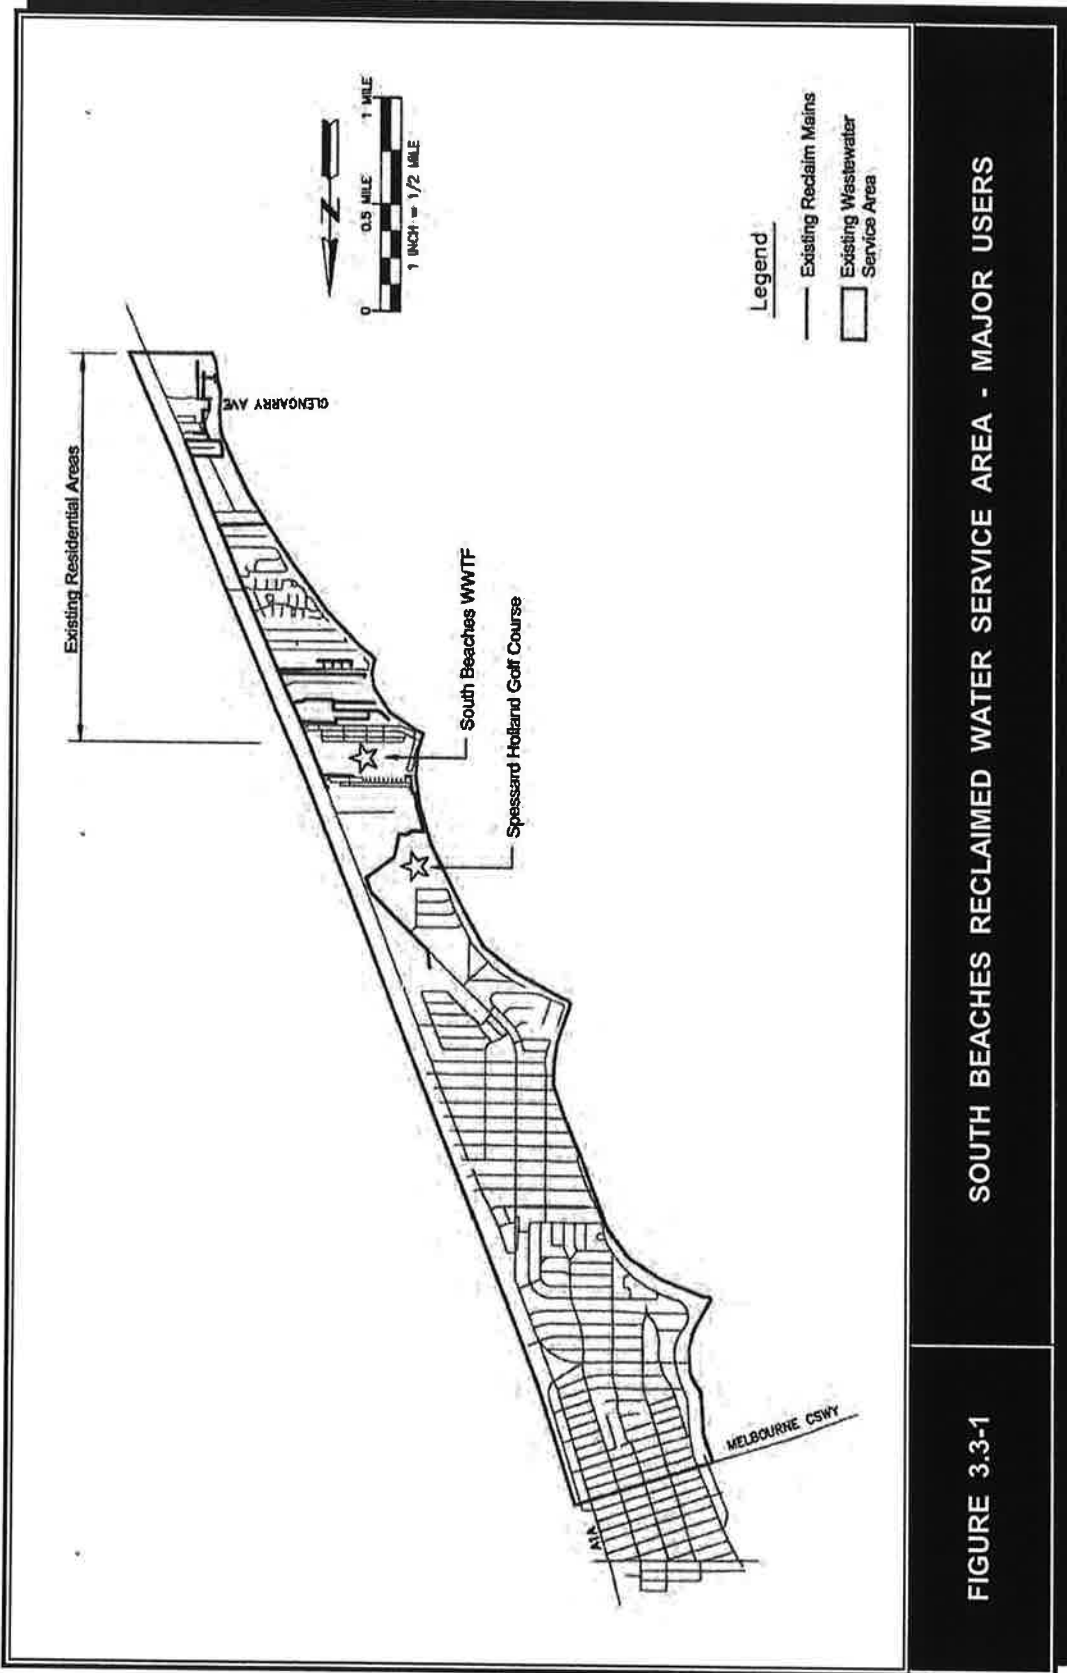 Existing Residential Areas
GLENGARRY AVE
South Beaches WWTF
Spessard Holland Golf Course
MELBOURNE CSWY
A1A
N
0
0.5 MILE
1 MILE
1 INCH = 1/2 MILE
Legend
Existing Reclaim Mains
Existing Wastewater
Service Area
FIGURE 3.3-1
SOUTH BEACHES RECLAIMED WATER SERVICE AREA - MAJOR USERS